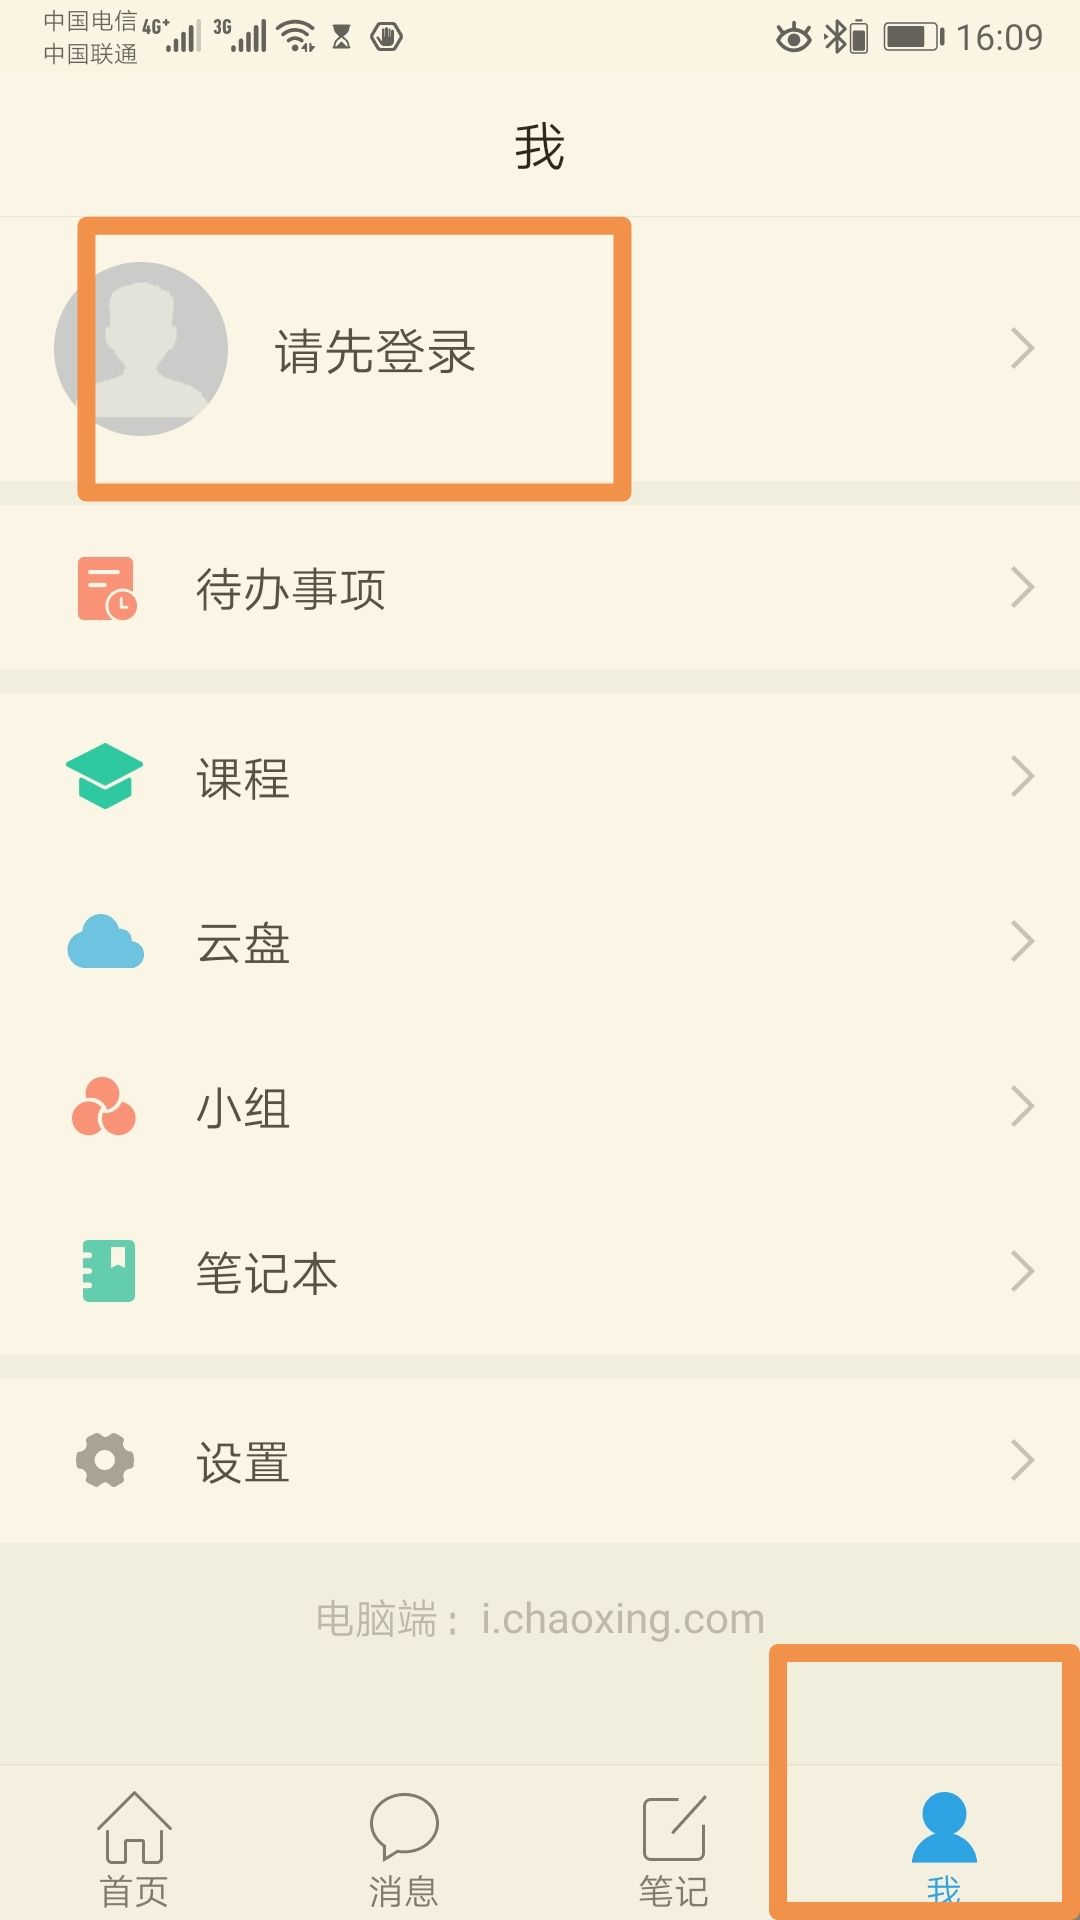 中国电信 4G+ 3G
中国联通
16:09
我
请先登录
待办事项
课程
云盘
小组
笔记本
设置
电脑端：i.chaoxing.com
首页 消息 笔记 我